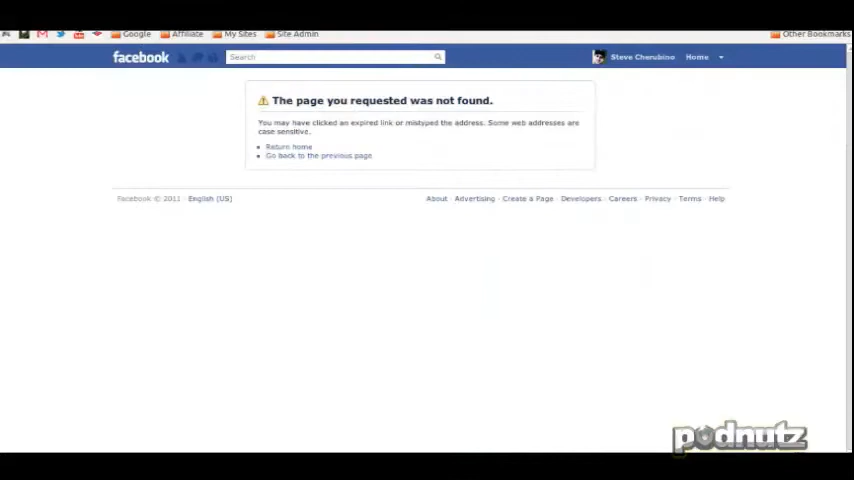 Google Affiliate My Sites Site Admin Other Bookmarks
facebook Search Steve Cherubino Home
The page you requested was not found.
You may have clicked an expired link or mistyped the address. Some web addresses are
case sensitive.
Return home
Go back to the previous page
Facebook © 2011 · English (US) About · Advertising · Create a Page · Developers · Careers · Privacy · Terms · Help
podnutz